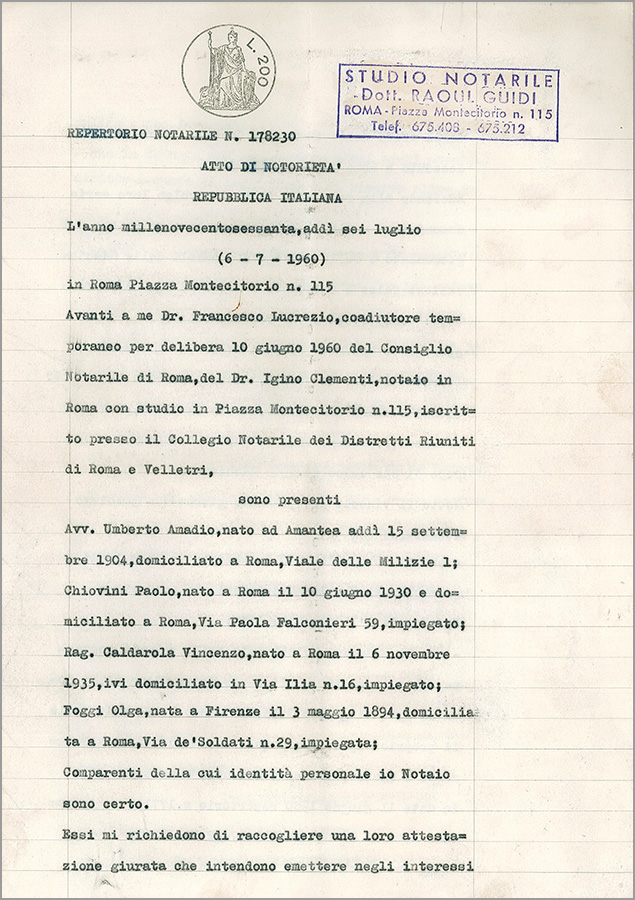 L. 200
STUDIO NOTARILE
Dott. RAOUL GUIDI
ROMA - Piazza Montecitorio n. 115
Telef. 675.408 - 675.212
REPERTORIO NOTARILE N. 178230
ATTO DI NOTORIETA'
REPUBBLICA ITALIANA
L'anno millenovecentosessanta,addì sei luglio
(6 - 7 - 1960)
in Roma Piazza Montecitorio n. 115
Avanti a me Dr. Francesco Lucrezio,coadiutore tem=
poraneo per delibera 10 giugno 1960 del Consiglio
Notarile di Roma,del Dr. Igino Clementi,notaio in
Roma con studio in Piazza Montecitorio n.115,iscrit=
to presso il Collegio Notarile dei Distretti Riuniti
di Roma e Velletri,
sono presenti
Avv. Umberto Amadio,nato ad Amantea addì 15 settem=
bre 1904,domiciliato a Roma,Viale delle Milizie 1;
Chiovini Paolo,nato a Roma il 10 giugno 1930 e do=
miciliato a Roma,Via Paola Falconieri 59,impiegato;
Rag. Caldarola Vincenzo,nato a Roma il 6 novembre
1935,ivi domiciliato in Via Ilia n.16,impiegato;
Foggi Olga,nata a Firenze il 3 maggio 1894,domicilia=
ta a Roma,Via de'Soldati n.29,impiegata;
Comparenti della cui identità personale io Notaio
sono certo.
Essi mi richiedono di raccogliere una loro attesta=
zione giurata che intendono emettere negli interessi